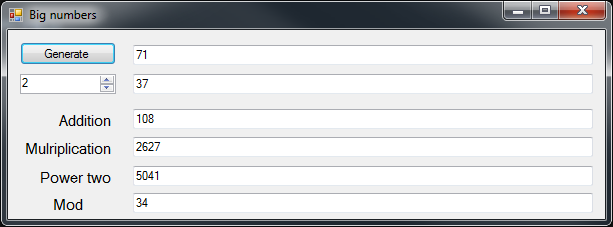 Big numbers
Generate 71
2 37
Addition 108
Mulriplication 2627
Power two 5041
Mod 34